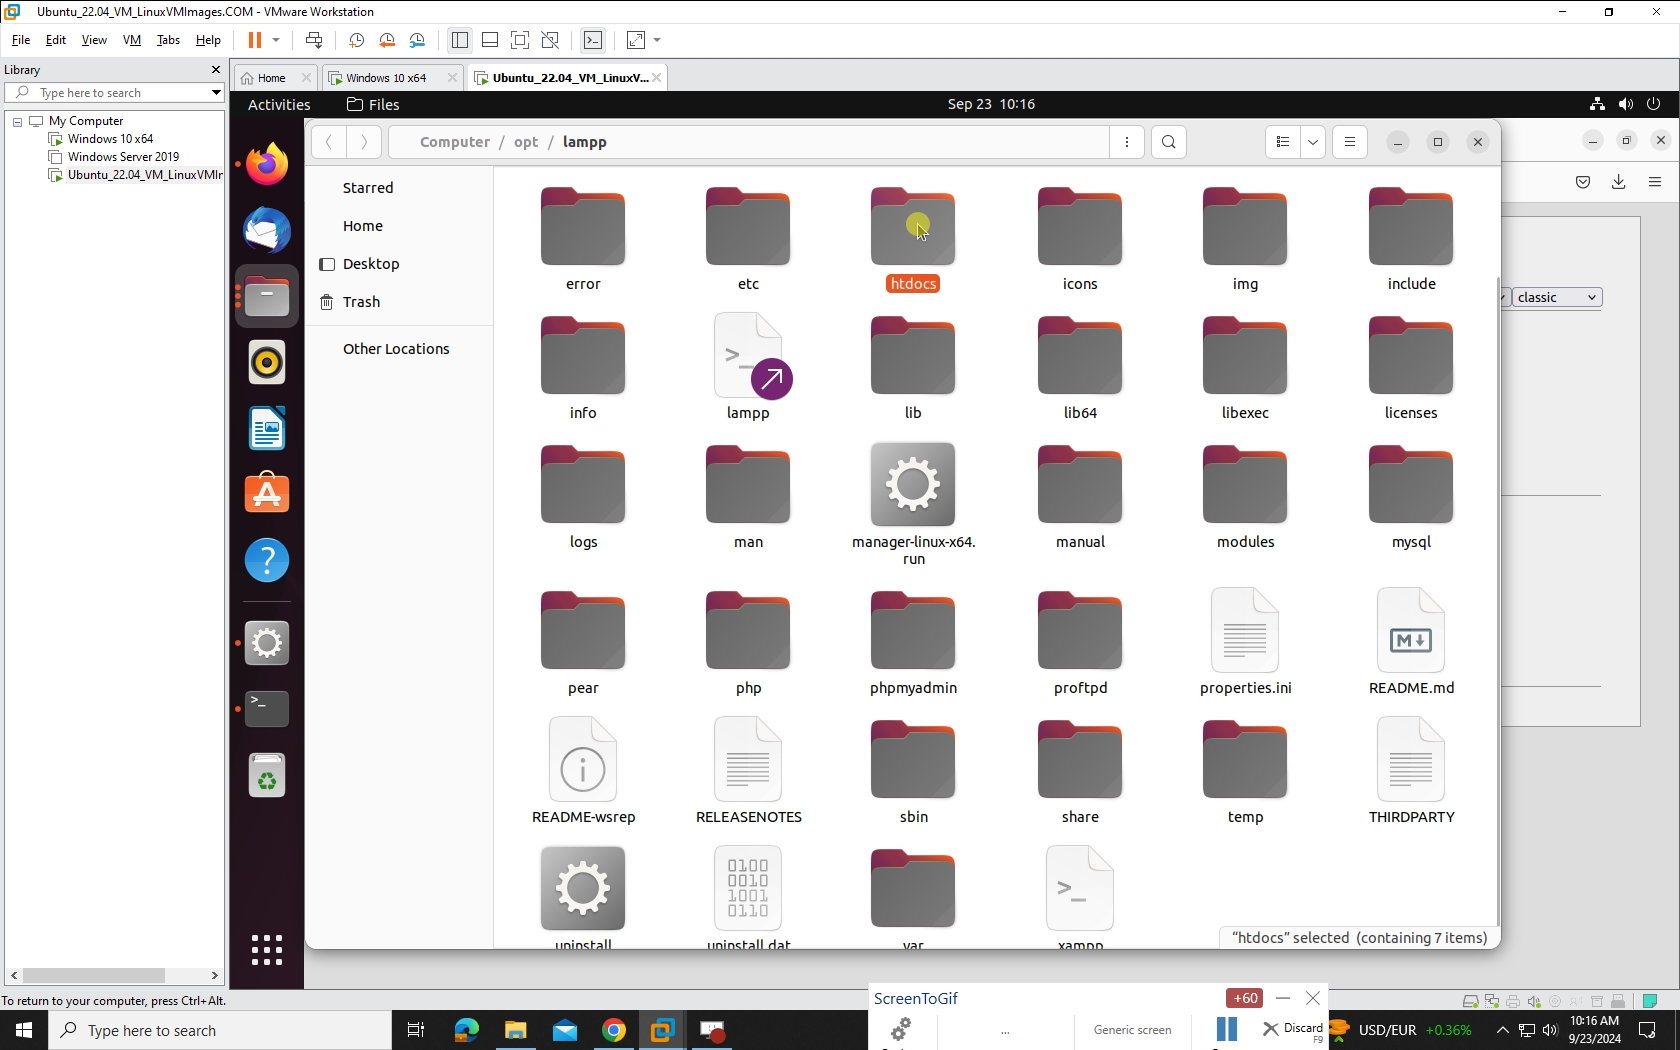 Ubuntu_22.04_VM_LinuxVMImages.COM - VMware Workstation
File Edit View VM Tabs Help
Library
Type here to search
My Computer
Windows 10 x64
Windows Server 2019
Ubuntu_22.04_VM_LinuxVMIr
Home
Windows 10 x64
Ubuntu_22.04_VM_LinuxV...
Activities
Files
Sep 23 10:16
Computer / opt / lampp
classic
Starred
Home
Desktop
Trash
Other Locations
error
etc
htdocs
icons
img
include
info
lampp
lib
lib64
libexec
licenses
logs
man
manager-linux-x64.
run
manual
modules
mysql
pear
php
phpmyadmin
proftpd
properties.ini
README.md
README-wsrep
RELEASENOTES
sbin
share
temp
THIRDPARTY
uninstall
uninstall.dat
var
xampp
"htdocs" selected (containing 7 items)
To return to your computer, press Ctrl+Alt.
ScreenToGif
+60
...
Generic screen
Discard
F9
Type here to search
USD/EUR +0.36%
10:16 AM
9/23/2024